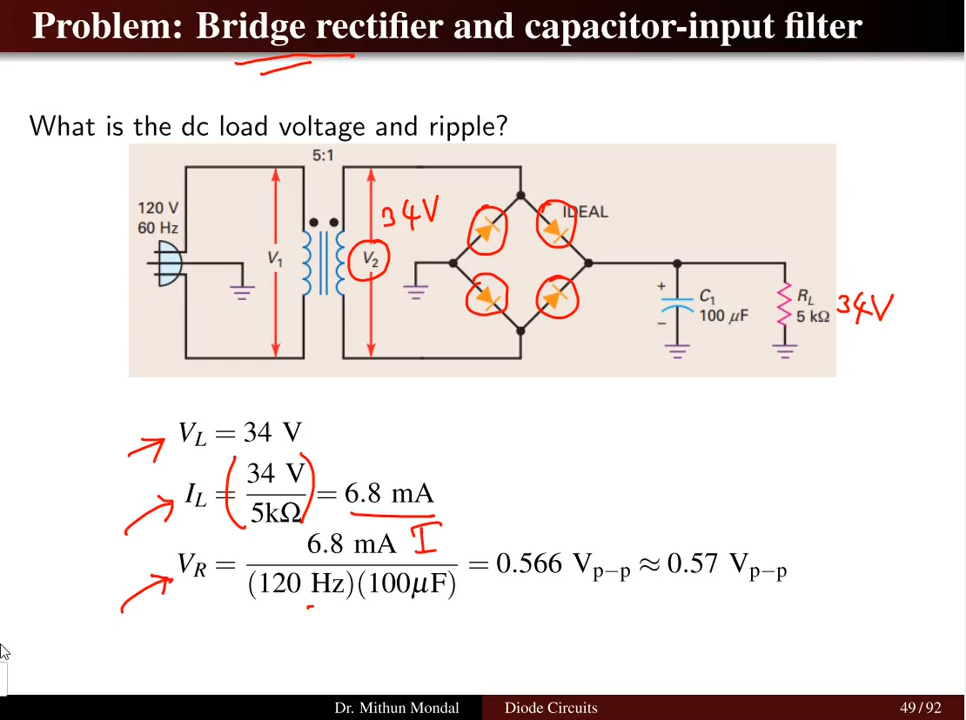 Problem: Bridge rectifier and capacitor-input filter
What is the dc load voltage and ripple?
5:1
120 V
60 Hz
V₁
V₂
34V
IDEAL
+
−
C₁
100 μF
R_L
5 kΩ
34V
V_L = 34 V
I_L = 34 V / 5kΩ = 6.8 mA
I
V_R = 6.8 mA / (120 Hz)(100μF) = 0.566 V_p−p ≈ 0.57 V_p−p
Dr. Mithun Mondal Diode Circuits 49 / 92